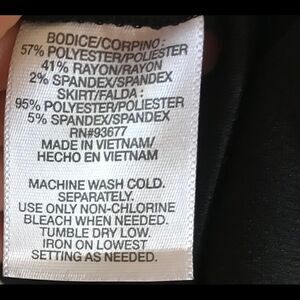 BODICE/CORPINO:
57% POLYESTER/POLIESTER
41% RAYON/RAYON
2% SPANDEX/SPANDEX
SKIRT/FALDA:
95% POLYESTER/POLIESTER
5% SPANDEX/SPANDEX
RN#93677
MADE IN VIETNAM/
HECHO EN VIETNAM
MACHINE WASH COLD.
SEPARATELY.
USE ONLY NON-CHLORINE
BLEACH WHEN NEEDED.
TUMBLE DRY LOW.
IRON ON LOWEST
SETTING AS NEEDED.